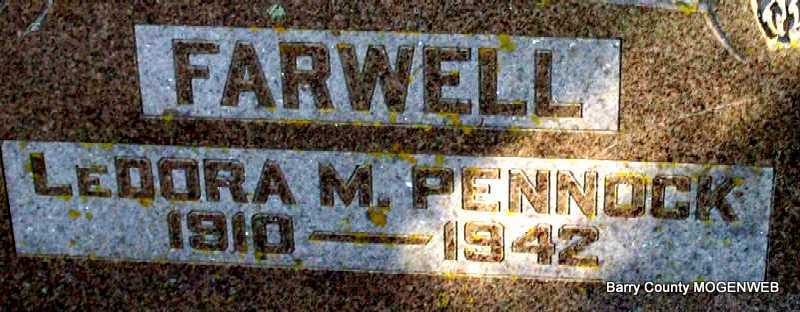 FARWELL
LEDORA M. PENNOCK
1910 — 1942
Barry County MOGENWEB